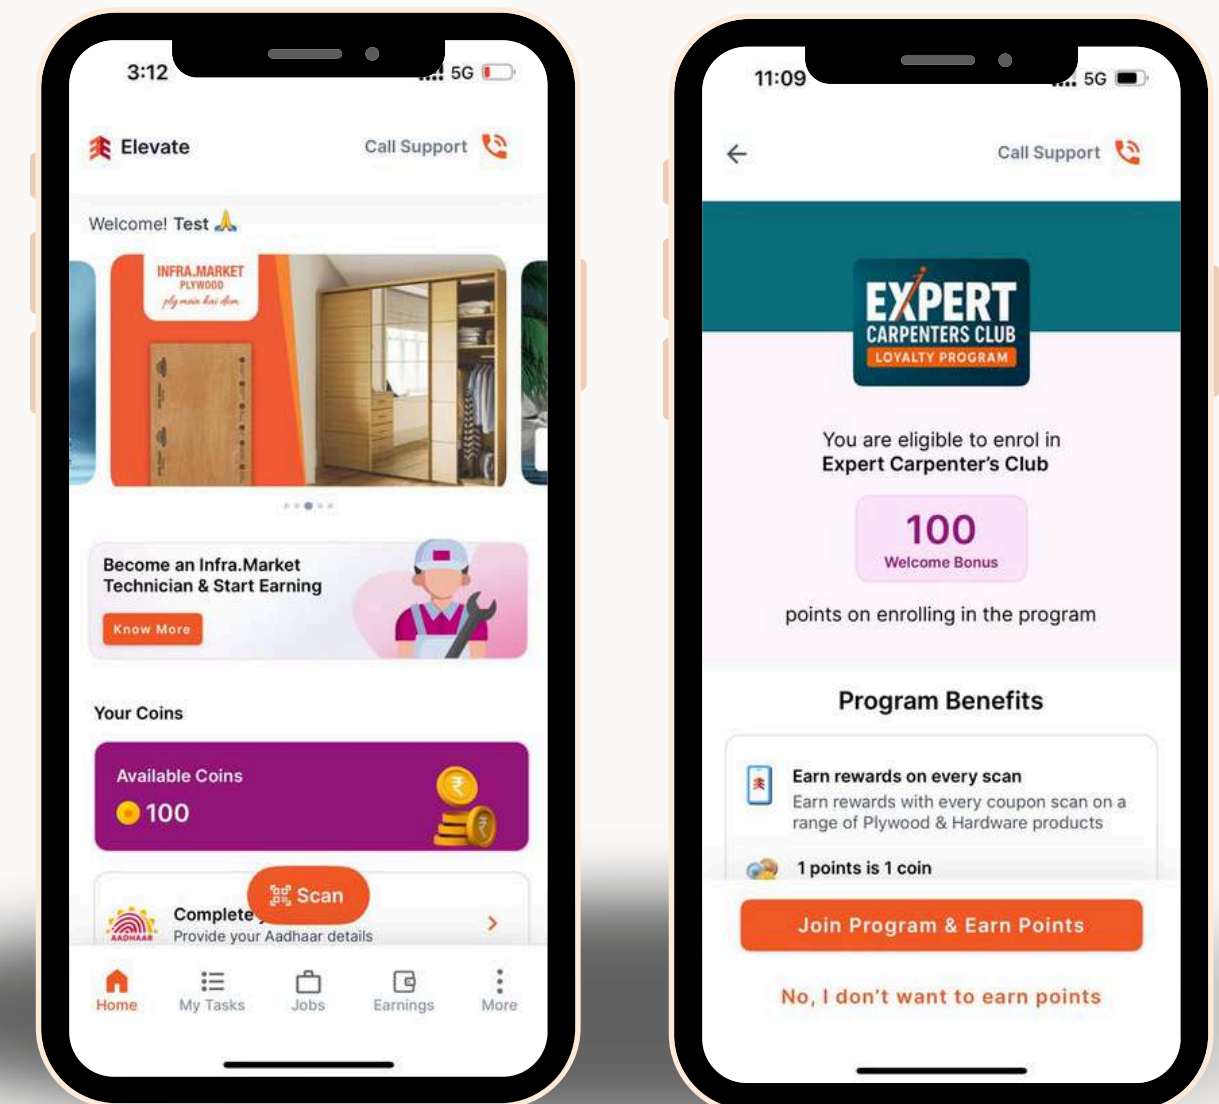 3:12
5G
Elevate
Call Support
Welcome! Test
INFRA.MARKET
PLYWOOD
ply main hai dum
Become an Infra.Market
Technician & Start Earning
Know More
Your Coins
Available Coins
100
Scan
Complete
AADHAAR
Provide your Aadhaar details
Home
My Tasks
Jobs
Earnings
More
11:09
5G
Call Support
EXPERT
CARPENTERS CLUB
LOYALTY PROGRAM
You are eligible to enrol in
Expert Carpenter's Club
100
Welcome Bonus
points on enrolling in the program
Program Benefits
Earn rewards on every scan
Earn rewards with every coupon scan on a
range of Plywood & Hardware products
1 points is 1 coin
Join Program & Earn Points
No, I don't want to earn points